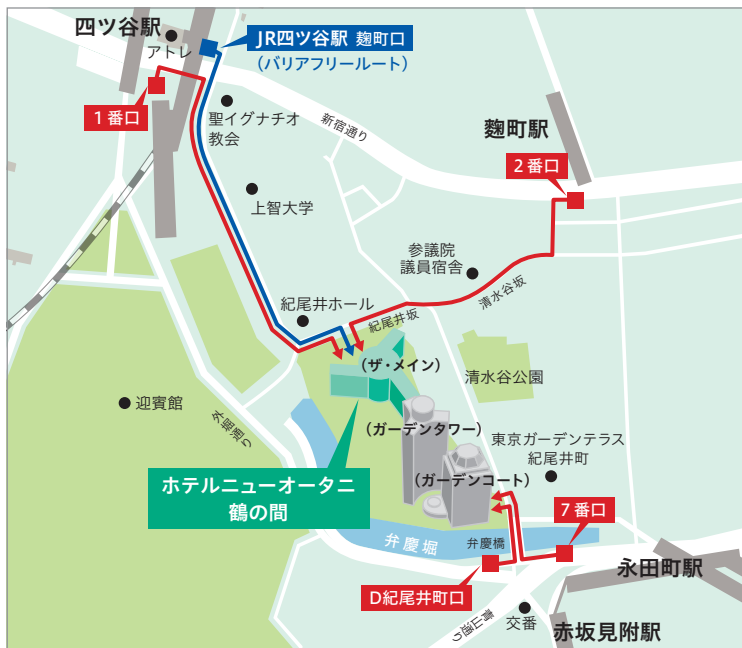 四ツ谷駅
アトレ
JR四ツ谷駅 麴町口
（バリアフリールート）
1番口
聖イグナチオ
教会
新宿通り
麴町駅
2番口
上智大学
参議院
議員宿舎
清水谷坂
紀尾井ホール
紀尾井坂
（ザ・メイン）
清水谷公園
迎賓館
外堀通り
（ガーデンタワー）
東京ガーデンテラス
紀尾井町
（ガーデンコート）
ホテルニューオータニ
鶴の間
7番口
弁慶堀
弁慶橋
永田町駅
D紀尾井町口
青山通り
交番
赤坂見附駅